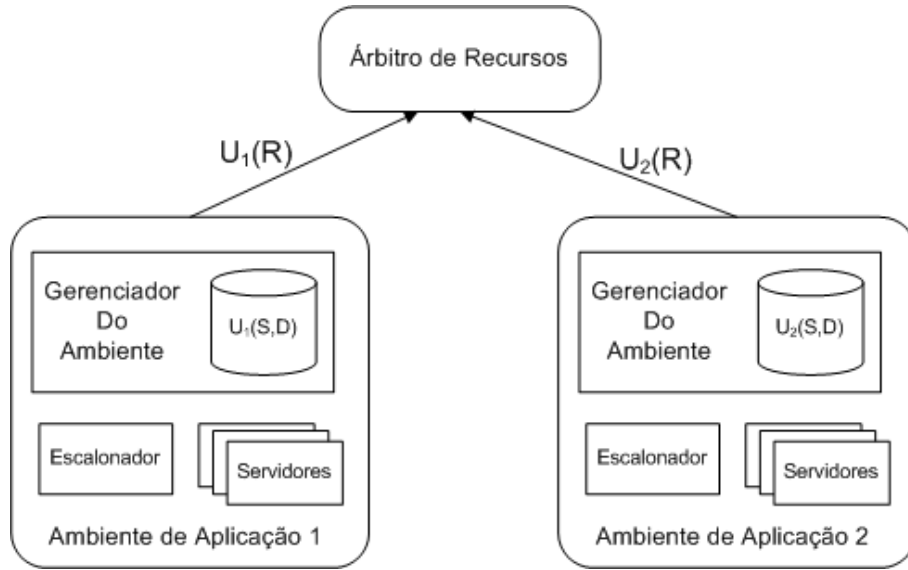 Árbitro de Recursos
U₁(R)
U₂(R)
Gerenciador
Do
Ambiente
U₁(S,D)
Escalonador
Servidores
Ambiente de Aplicação 1
Gerenciador
Do
Ambiente
U₂(S,D)
Escalonador
Servidores
Ambiente de Aplicação 2